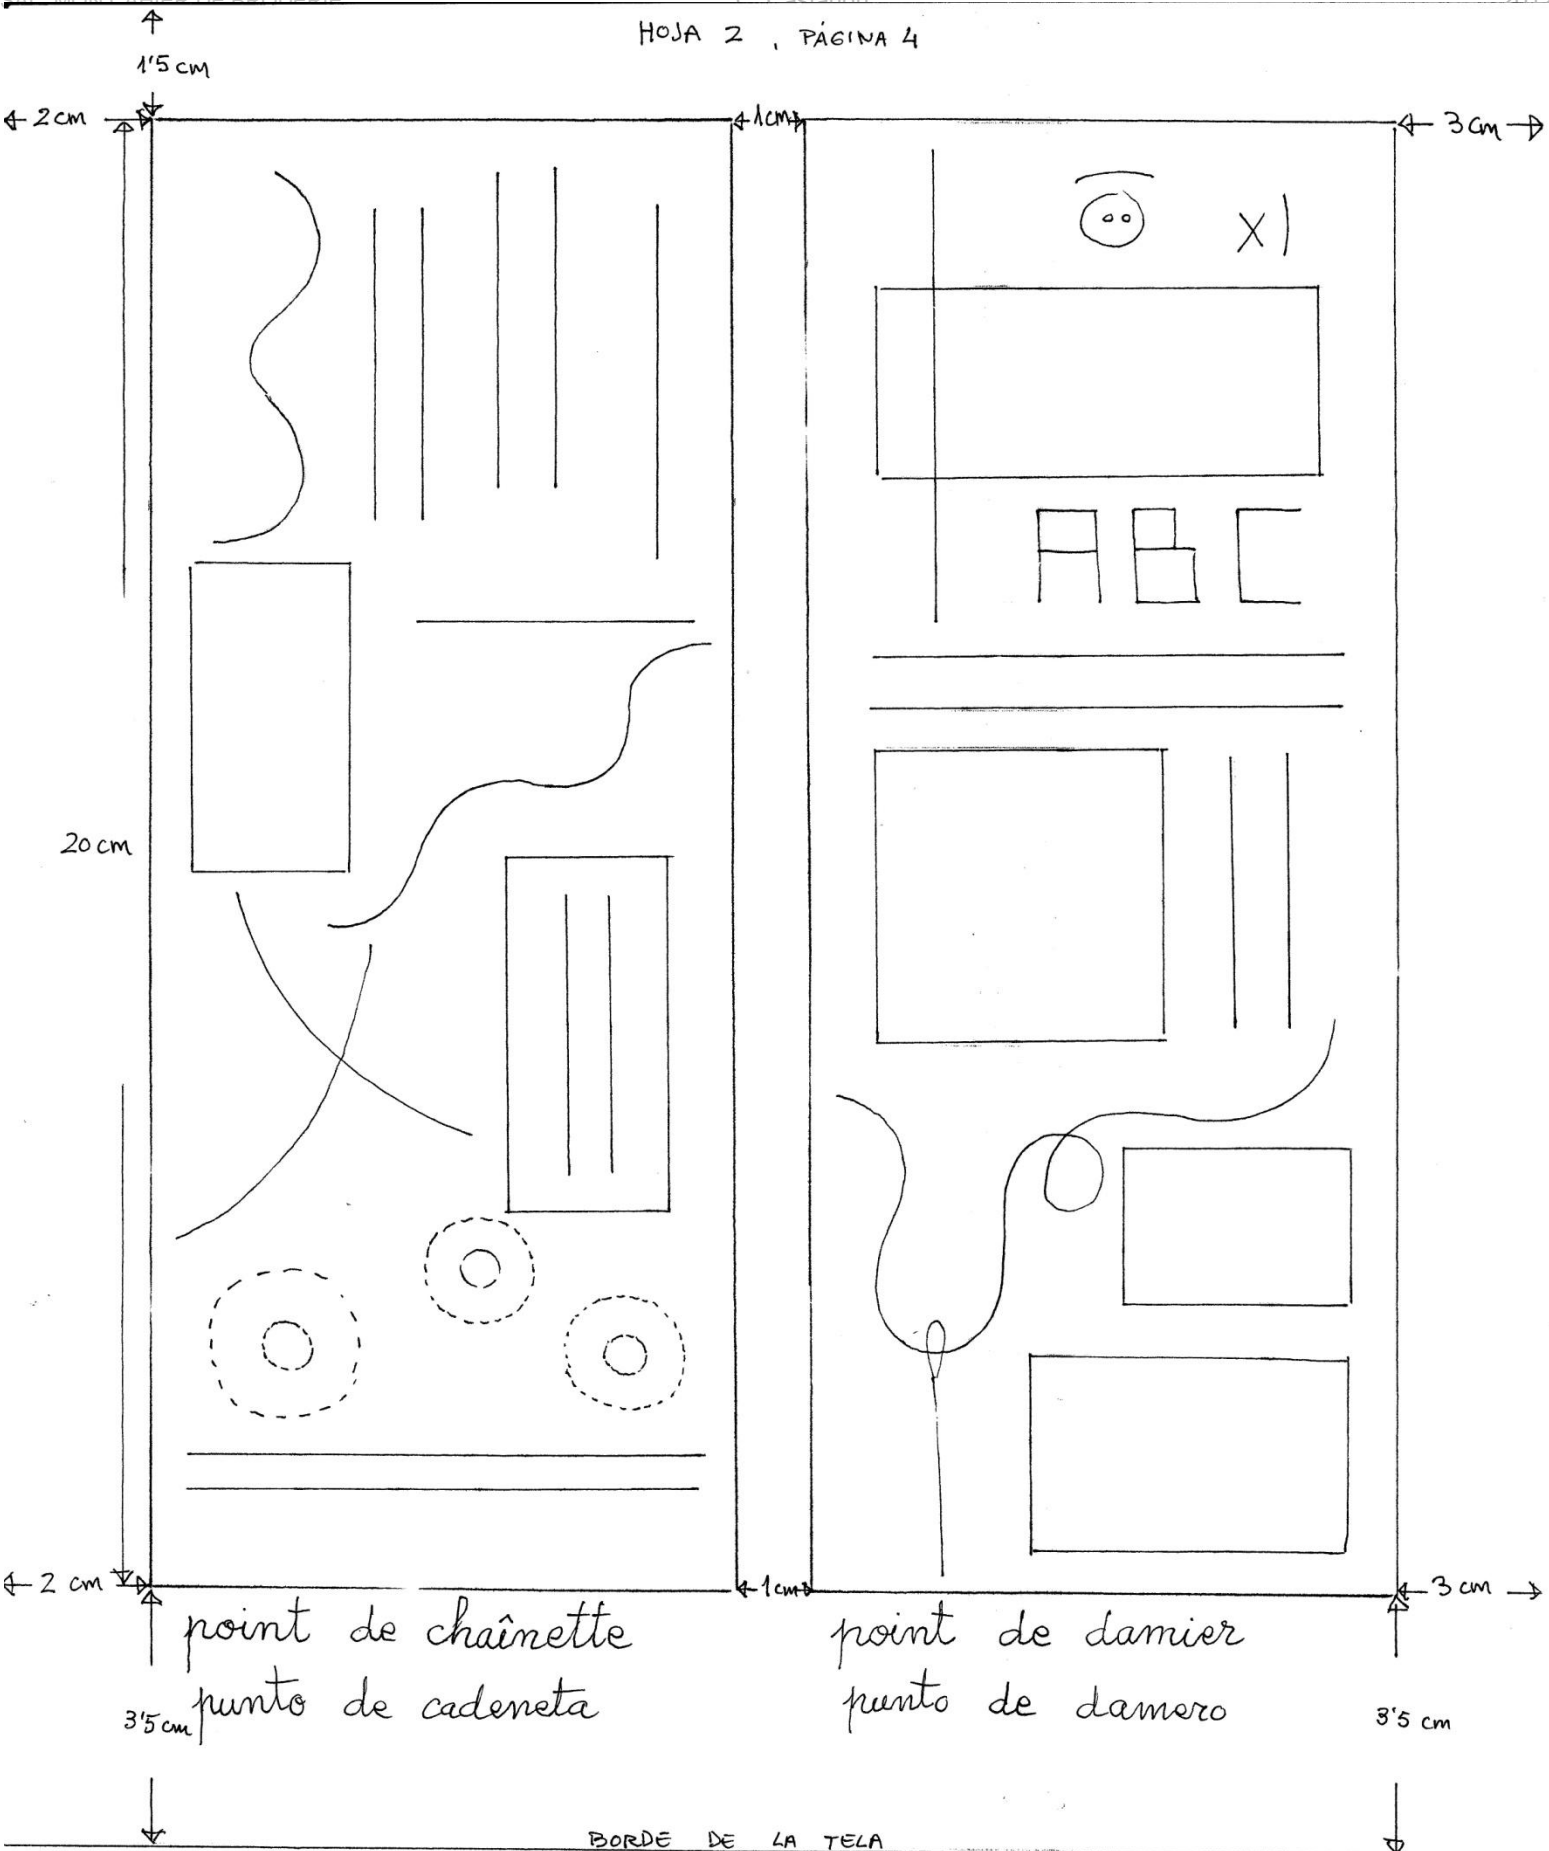 HOJA 2 , PÁGINA 4
1'5 cm
2 cm
1 cm
3 cm
X)
A B C
20 cm
2 cm
1 cm
3 cm
point de chaînette
punto de cadeneta
point de damier
punto de damero
3'5 cm
3'5 cm
BORDE DE LA TELA